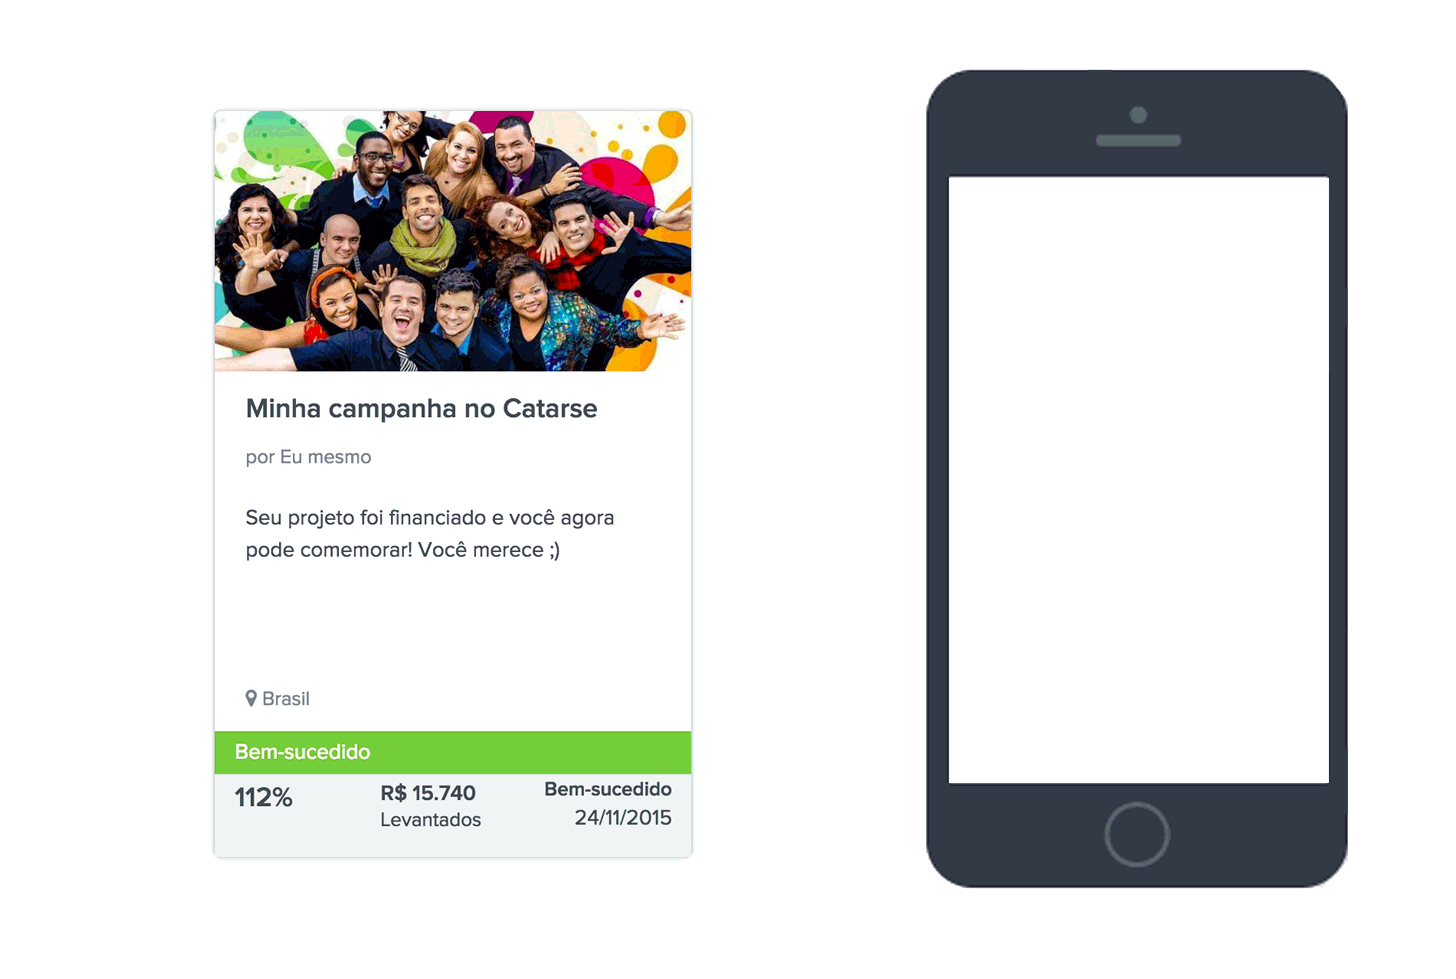 Minha campanha no Catarse
por Eu mesmo
Seu projeto foi financiado e você agora
pode comemorar! Você merece ;)
Brasil
Bem-sucedido
112%
R$ 15.740
Levantados
Bem-sucedido
24/11/2015